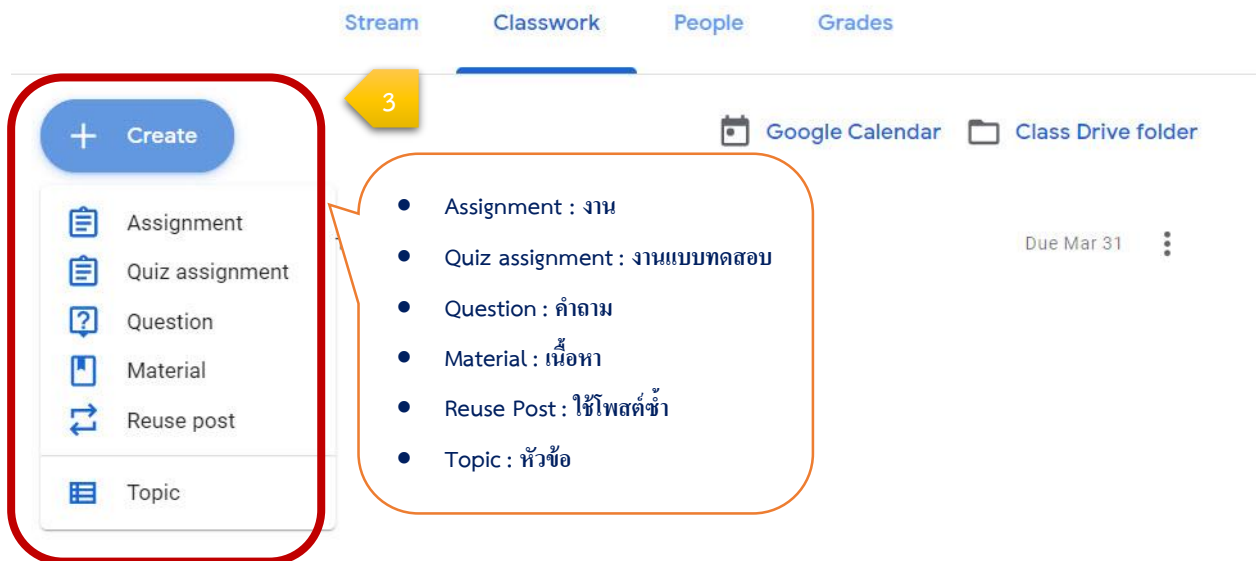 Stream Classwork People Grades
3
+ Create
Google Calendar Class Drive folder
Assignment
Quiz assignment
Question
Material
Reuse post
Topic
• Assignment : งาน
• Quiz assignment : งานแบบทดสอบ
• Question : คำถาม
• Material : เนื้อหา
• Reuse Post : ใช้โพสต์ซ้ำ
• Topic : หัวข้อ
Due Mar 31